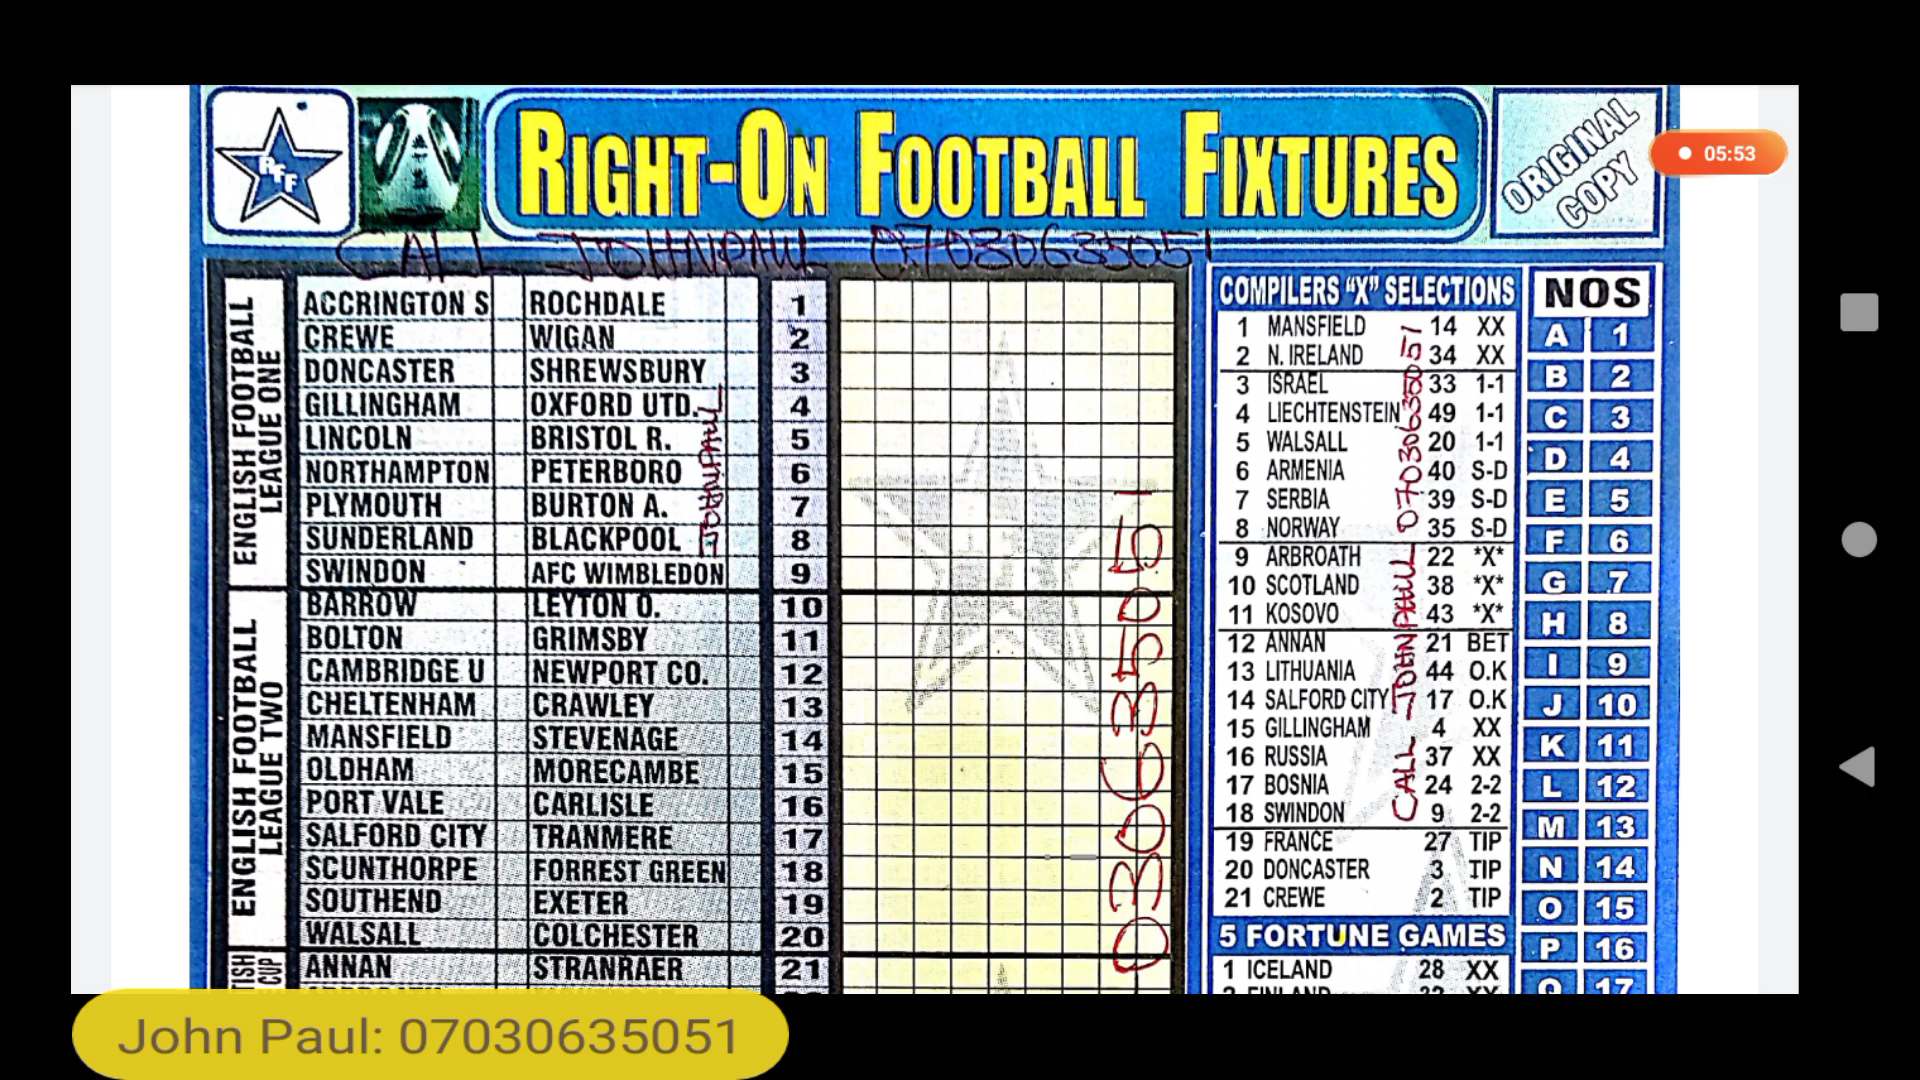 RFF
RIGHT-ON FOOTBALL FIXTURES
ORIGINAL COPY
05:53
CALL JOHNPAUL 07030635051
ENGLISH FOOTBALL LEAGUE ONE
ACCRINGTON S ROCHDALE 1
CREWE WIGAN 2
DONCASTER SHREWSBURY 3
GILLINGHAM OXFORD UTD. 4
LINCOLN BRISTOL R. 5
NORTHAMPTON PETERBORO 6
PLYMOUTH BURTON A. 7
SUNDERLAND BLACKPOOL 8
SWINDON AFC WIMBLEDON 9
JOHNPAUL
ENGLISH FOOTBALL LEAGUE TWO
BARROW LEYTON O. 10
BOLTON GRIMSBY 11
CAMBRIDGE U NEWPORT CO. 12
CHELTENHAM CRAWLEY 13
MANSFIELD STEVENAGE 14
OLDHAM MORECAMBE 15
PORT VALE CARLISLE 16
SALFORD CITY TRANMERE 17
SCUNTHORPE FORREST GREEN 18
SOUTHEND EXETER 19
WALSALL COLCHESTER 20
ANNAN STRANRAER 21
CUP
030635051
COMPILERS "X" SELECTIONS
1 MANSFIELD 14 XX
2 N. IRELAND 34 XX
3 ISRAEL 33 1-1
4 LIECHTENSTEIN 49 1-1
5 WALSALL 20 1-1
6 ARMENIA 40 S-D
7 SERBIA 39 S-D
8 NORWAY 35 S-D
9 ARBROATH 22 *X*
10 SCOTLAND 38 *X*
11 KOSOVO 43 *X*
12 ANNAN 21 BET
13 LITHUANIA 44 O.K
14 SALFORD CITY 17 O.K
15 GILLINGHAM 4 XX
16 RUSSIA 37 XX
17 BOSNIA 24 2-2
18 SWINDON 9 2-2
19 FRANCE 27 TIP
20 DONCASTER 3 TIP
21 CREWE 2 TIP
CALL JOHNPAUL 07030635051
5 FORTUNE GAMES
1 ICELAND 28 XX
NOS
A 1
B 2
C 3
D 4
E 5
F 6
G 7
H 8
I 9
J 10
K 11
L 12
M 13
N 14
O 15
P 16
Q 17
John Paul: 07030635051